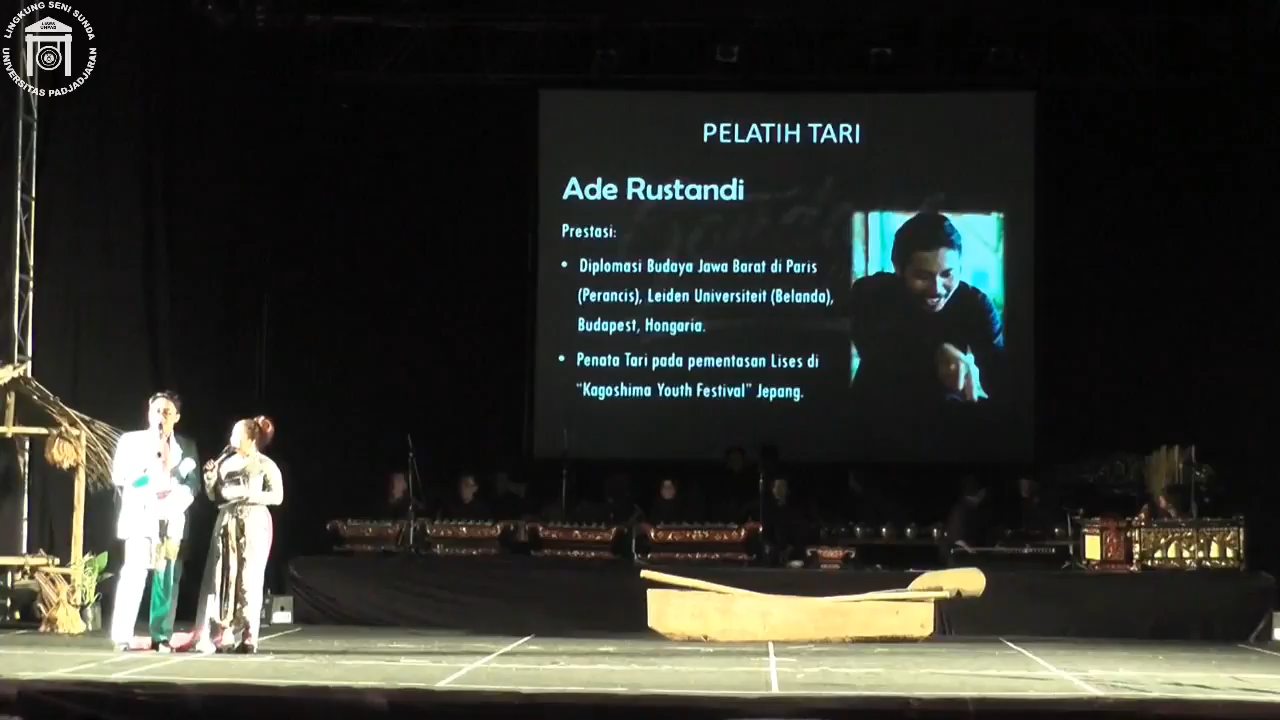 LINGKUNG SENI SUNDA
UNIVERSITAS PADJADJARAN
PELATIH TARI
Ade Rustandi
Prestasi:
• Diplomasi Budaya Jawa Barat di Paris
(Perancis), Leiden Universiteit (Belanda),
Budapest, Hongaria.
• Penata Tari pada pementasan Lises di
"Kagoshima Youth Festival" Jepang.